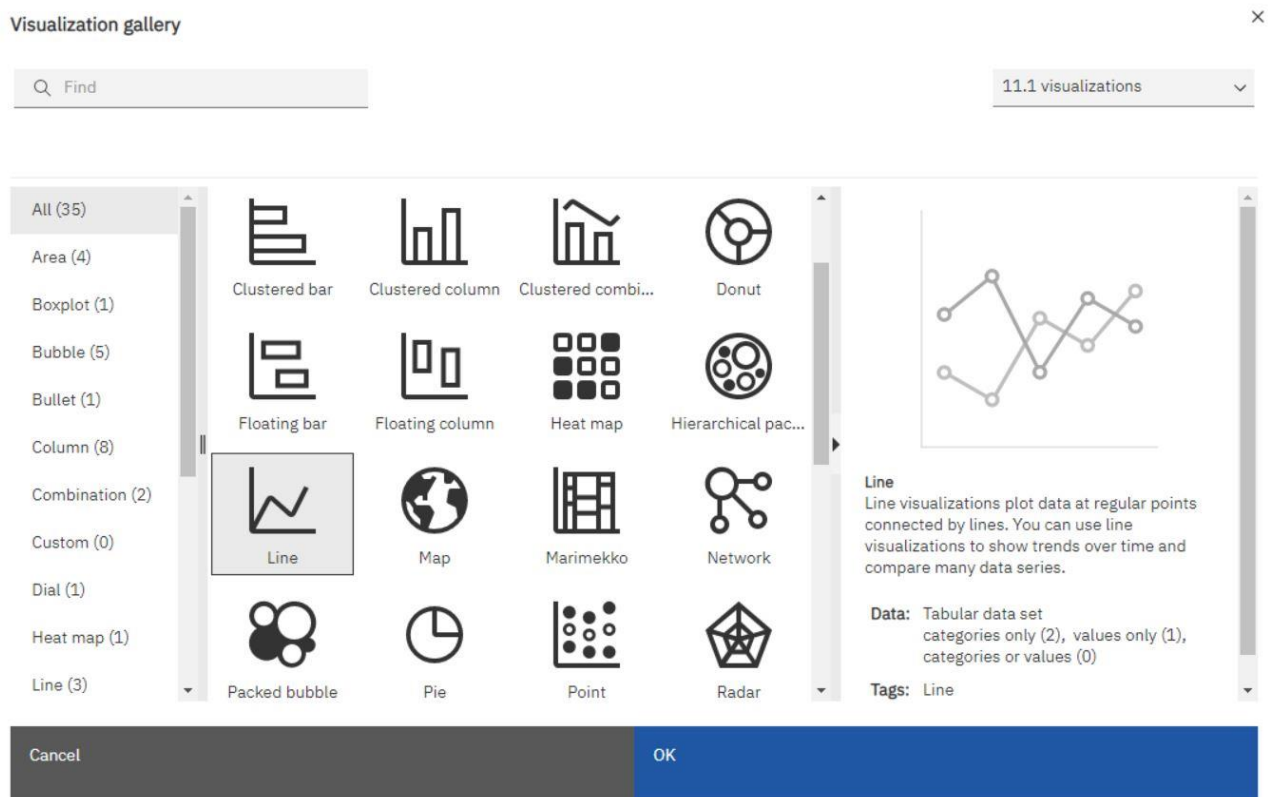 Visualization gallery
Find
11.1 visualizations
All (35)
Area (4)
Boxplot (1)
Bubble (5)
Bullet (1)
Column (8)
Combination (2)
Custom (0)
Dial (1)
Heat map (1)
Line (3)
Clustered bar
Clustered column
Clustered combi...
Donut
Floating bar
Floating column
Heat map
Hierarchical pac...
Line
Map
Marimekko
Network
Packed bubble
Pie
Point
Radar
Line
Line visualizations plot data at regular points
connected by lines. You can use line
visualizations to show trends over time and
compare many data series.
Data: Tabular data set
categories only (2), values only (1),
categories or values (0)
Tags: Line
Cancel
OK